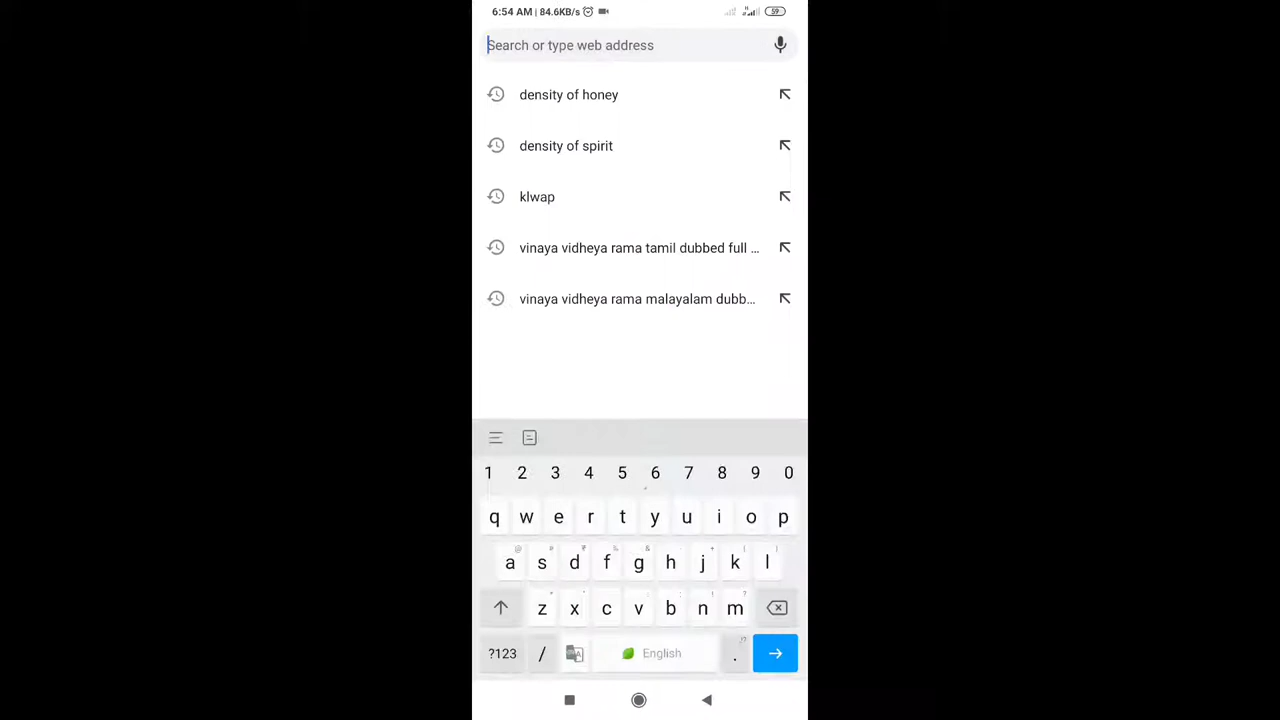 6:54 AM | 84.6KB/s 59
Search or type web address
density of honey
density of spirit
klwap
vinaya vidheya rama tamil dubbed full ...
vinaya vidheya rama malayalam dubb...
1 2 3 4 5 6 7 8 9 0
q w e r t y u i o p
a s d f g h j k l
z x c v b n m
?123 / English .